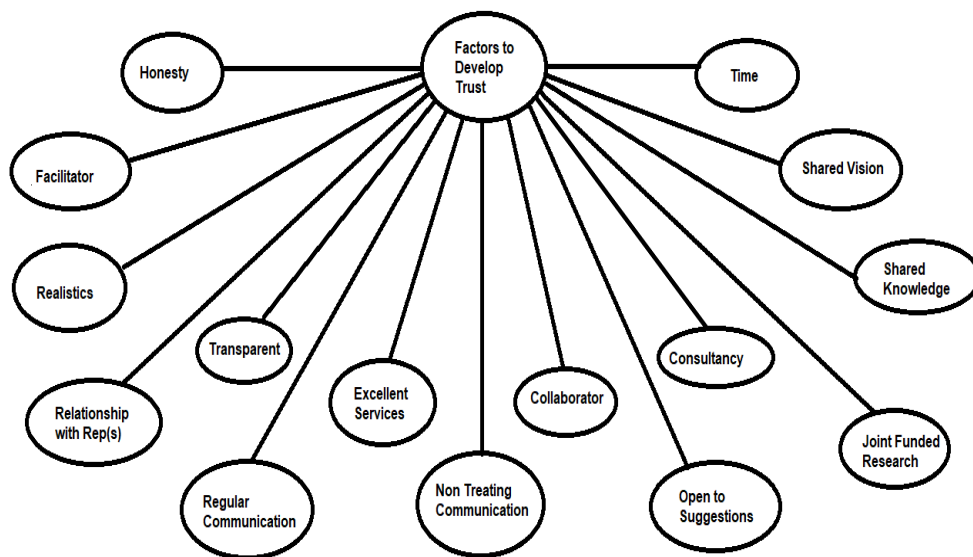 Factors to
Develop
Trust
Honesty
Time
Facilitator
Shared Vision
Realistics
Shared
Knowledge
Transparent
Consultancy
Excellent
Services
Collaborator
Relationship
with Rep(s)
Joint Funded
Research
Regular
Communication
Non Treating
Communication
Open to
Suggestions